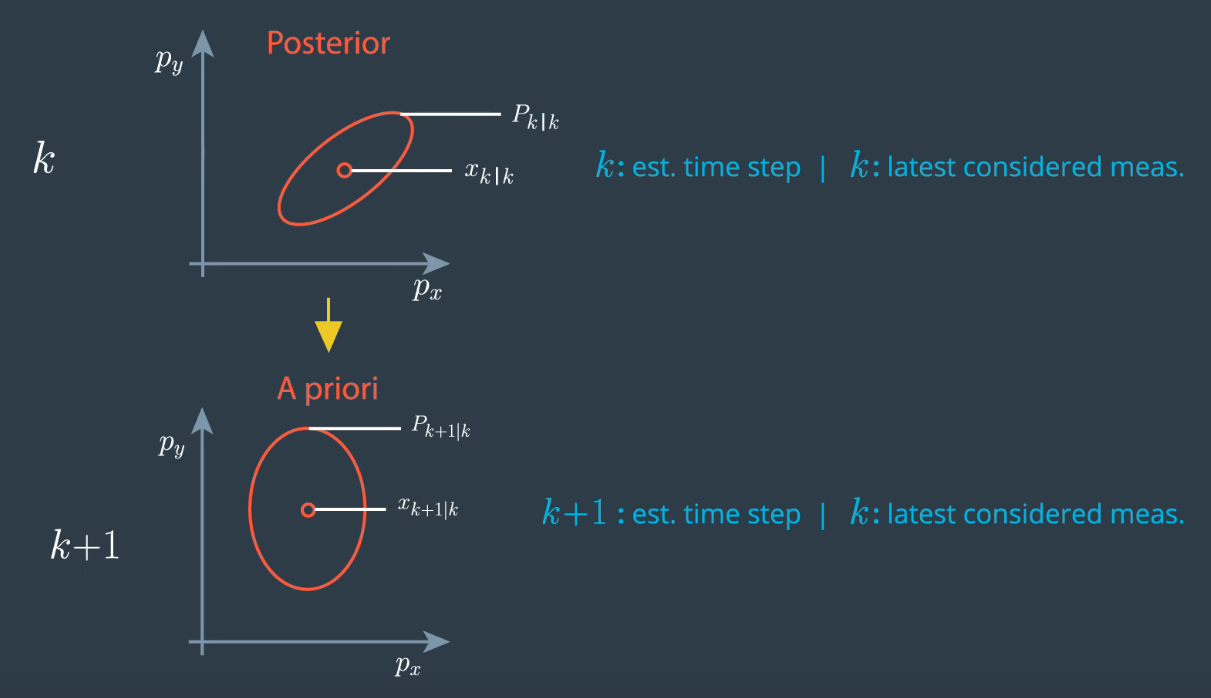 Posterior
p_y
P_{k|k}
k
x_{k|k}
k: est. time step | k: latest considered meas.
p_x
A priori
P_{k+1|k}
p_y
x_{k+1|k}
k+1 : est. time step | k: latest considered meas.
k+1
p_x